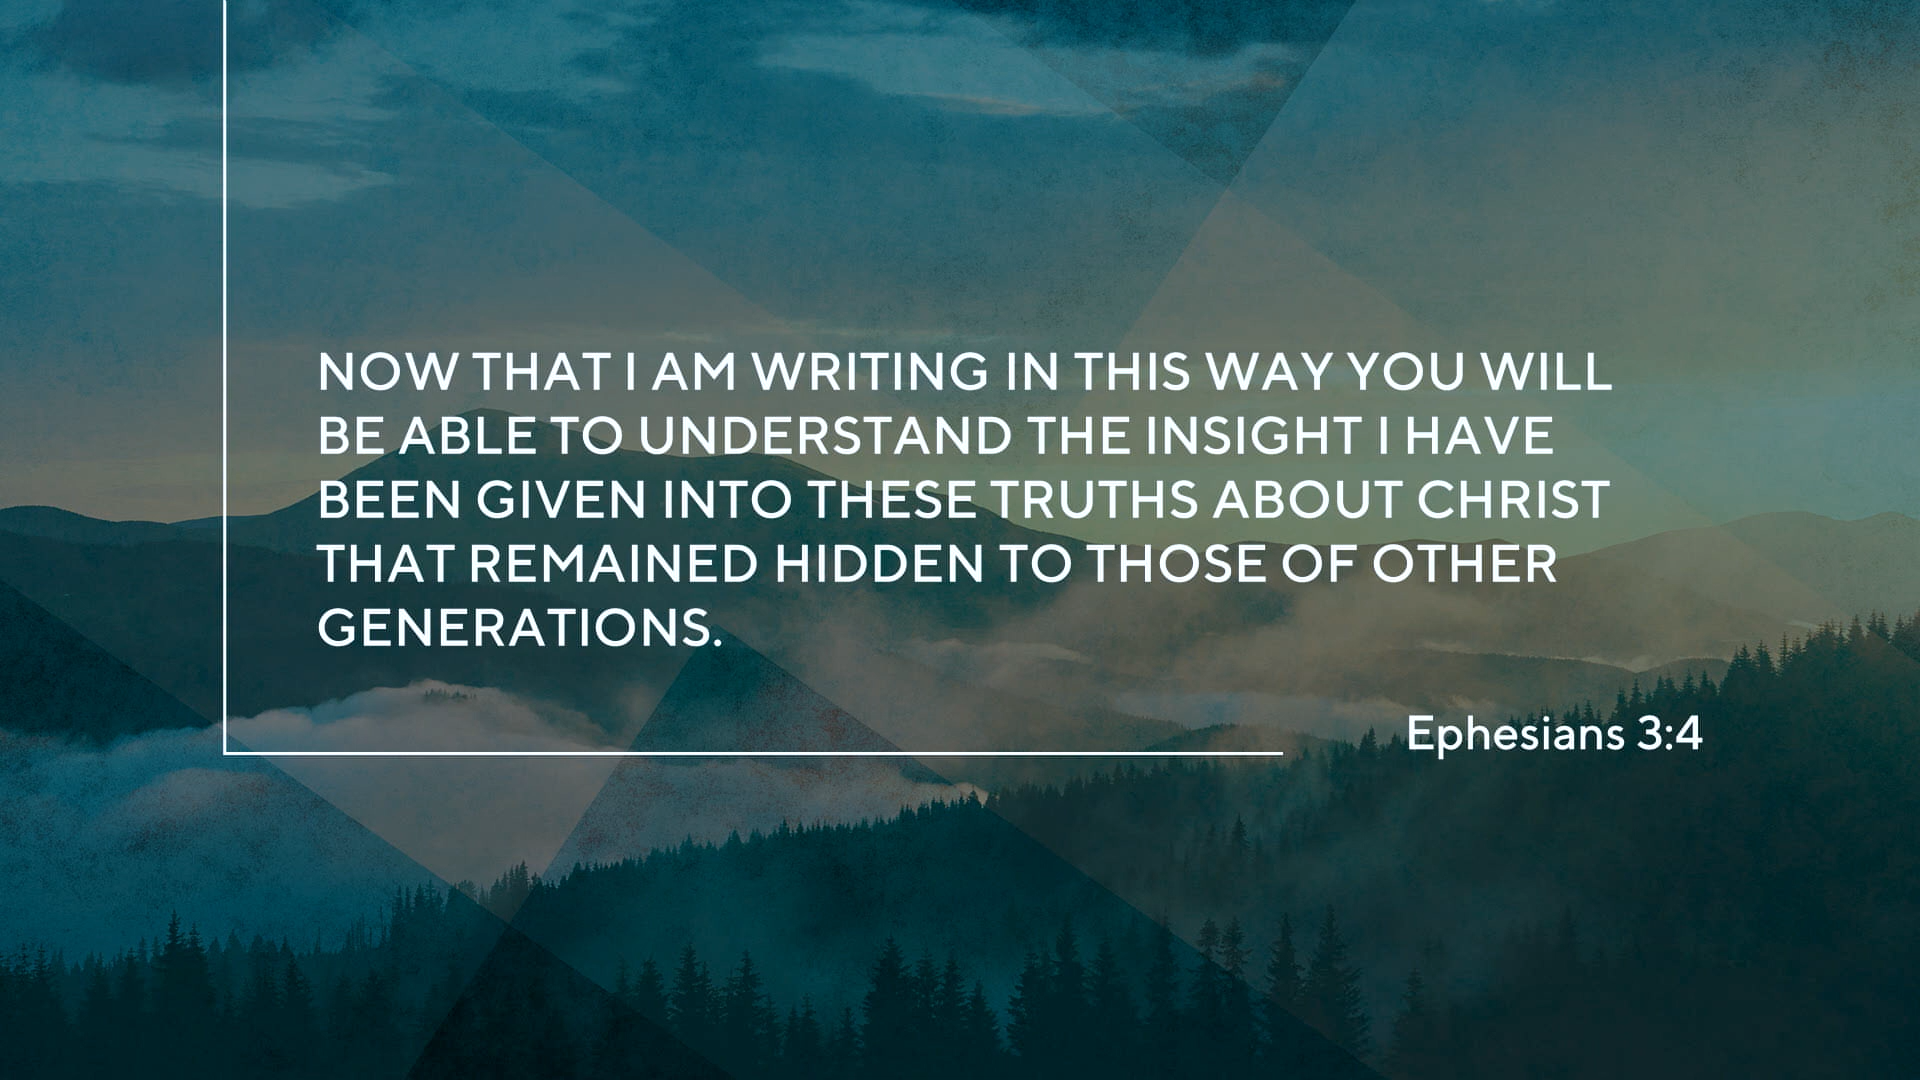 NOW THAT I AM WRITING IN THIS WAY YOU WILL
BE ABLE TO UNDERSTAND THE INSIGHT I HAVE
BEEN GIVEN INTO THESE TRUTHS ABOUT CHRIST
THAT REMAINED HIDDEN TO THOSE OF OTHER
GENERATIONS.
Ephesians 3:4